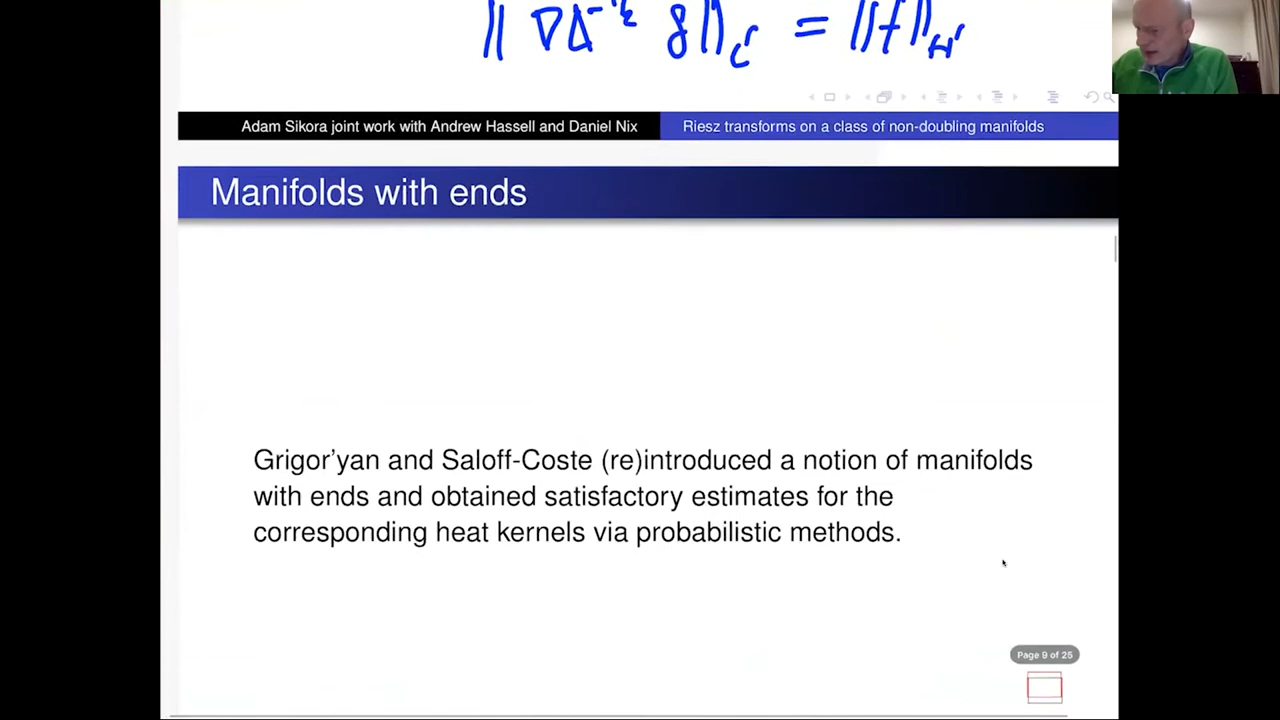 ‖ ∇Δ^{-1/2} g ‖_{L^1} = ‖f‖_{H^1}
Adam Sikora joint work with Andrew Hassell and Daniel Nix Riesz transforms on a class of non-doubling manifolds
Manifolds with ends
Grigor'yan and Saloff-Coste (re)introduced a notion of manifolds
with ends and obtained satisfactory estimates for the
corresponding heat kernels via probabilistic methods.
Page 9 of 25